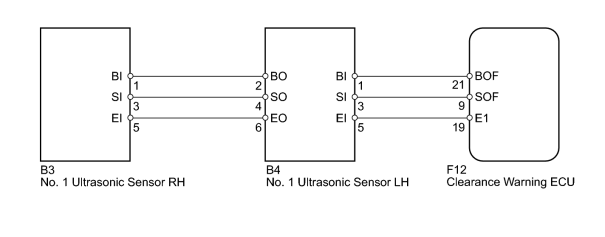 BI 1 2 BO BI 1 21 BOF
SI 3 4 SO SI 3 9 SOF
EI 5 6 EO EI 5 19 E1
B3
No. 1 Ultrasonic Sensor RH
B4
No. 1 Ultrasonic Sensor LH
F12
Clearance Warning ECU